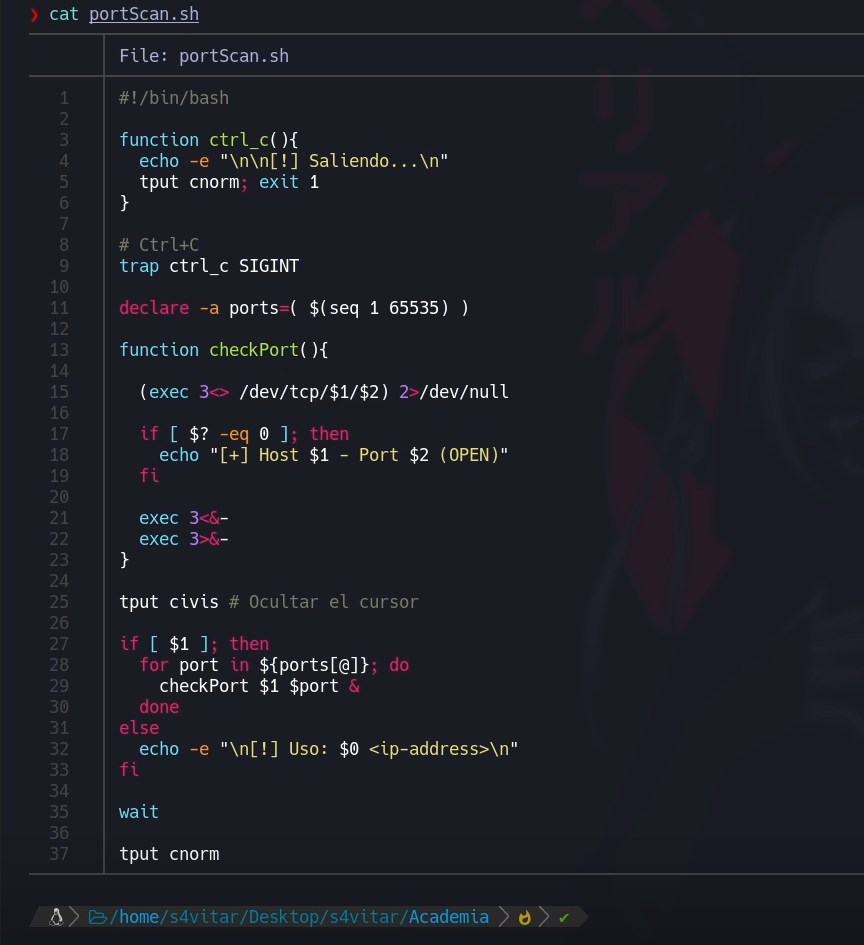 ❯ cat portScan.sh
File: portScan.sh
1 #!/bin/bash
2
3 function ctrl_c(){
4   echo -e "\n\n[!] Saliendo...\n"
5   tput cnorm; exit 1
6 }
7
8 # Ctrl+C
9 trap ctrl_c SIGINT
10
11 declare -a ports=( $(seq 1 65535) )
12
13 function checkPort(){
14
15   (exec 3<> /dev/tcp/$1/$2) 2>/dev/null
16
17   if [ $? -eq 0 ]; then
18     echo "[+] Host $1 - Port $2 (OPEN)"
19   fi
20
21   exec 3<&-
22   exec 3>&-
23 }
24
25 tput civis # Ocultar el cursor
26
27 if [ $1 ]; then
28   for port in ${ports[@]}; do
29     checkPort $1 $port &
30   done
31 else
32   echo -e "\n[!] Uso: $0 <ip-address>\n"
33 fi
34
35 wait
36
37 tput cnorm
/home/s4vitar/Desktop/s4vitar/Academia ✔